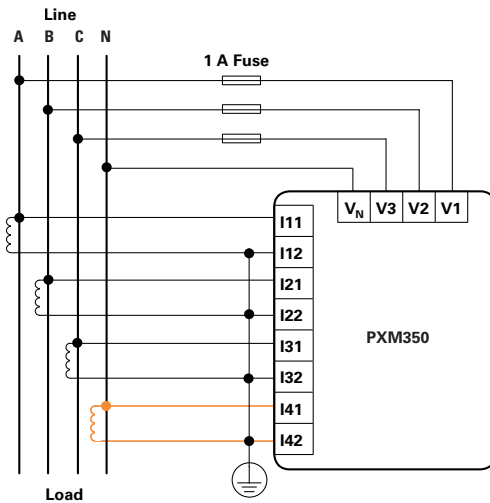 Line
A B C N
1 A Fuse
VN V3 V2 V1
I11
I12
I21
I22
PXM350
I31
I32
I41
I42
Load